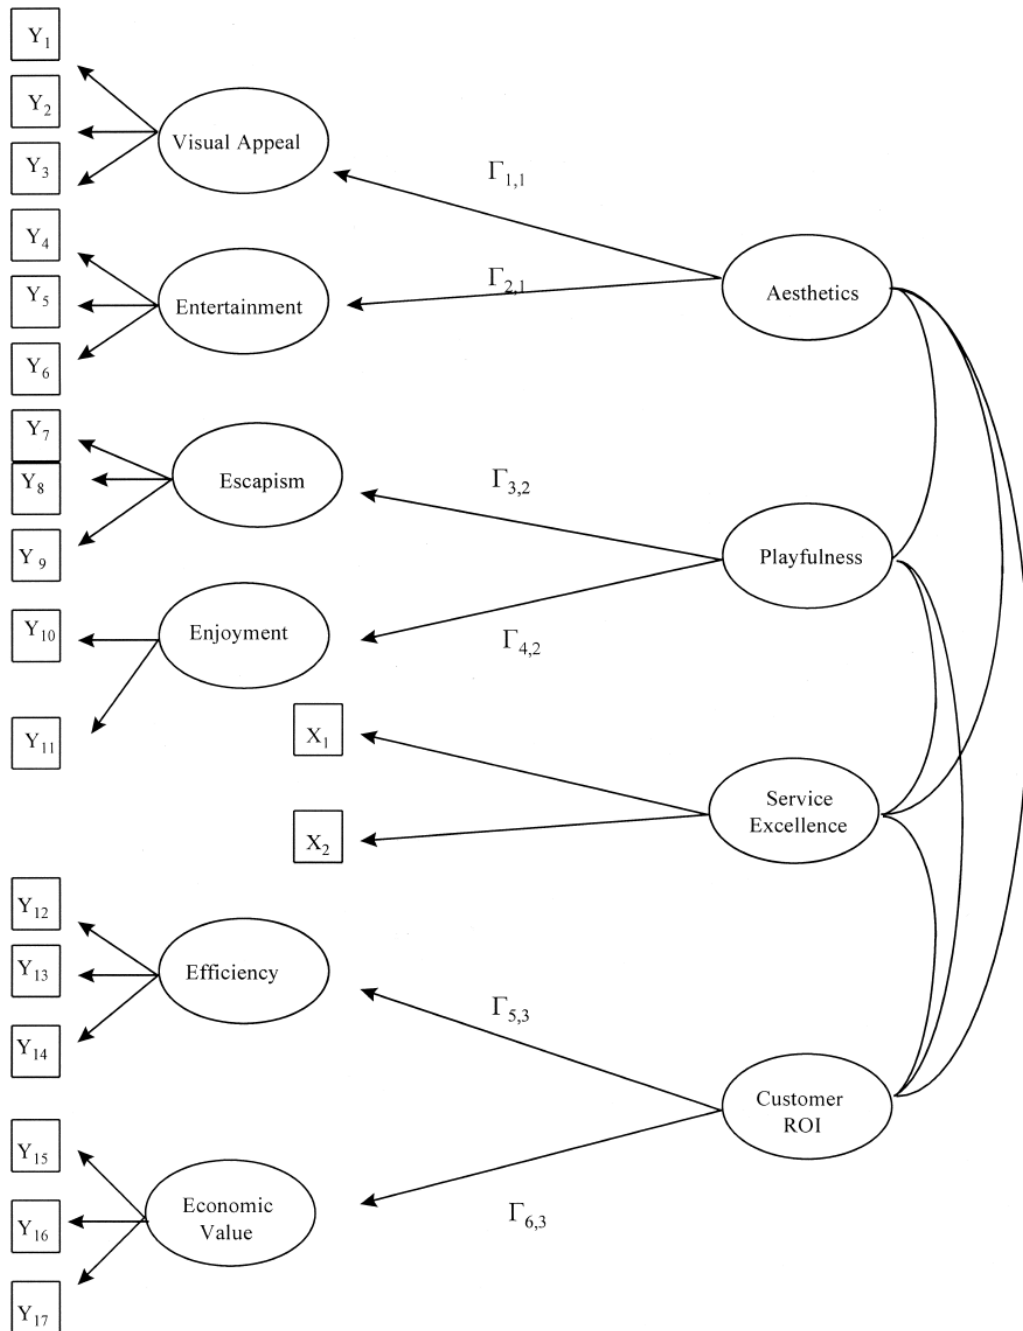 Y₁
Y₂
Y₃
Visual Appeal
Γ₁,₁
Y₄
Y₅
Y₆
Entertainment
Γ₂,₁
Aesthetics
Y₇
Y₈
Y₉
Escapism
Γ₃,₂
Playfulness
Y₁₀
Y₁₁
Enjoyment
Γ₄,₂
X₁
X₂
Service
Excellence
Y₁₂
Y₁₃
Y₁₄
Efficiency
Γ₅,₃
Customer
ROI
Y₁₅
Y₁₆
Y₁₇
Economic
Value
Γ₆,₃